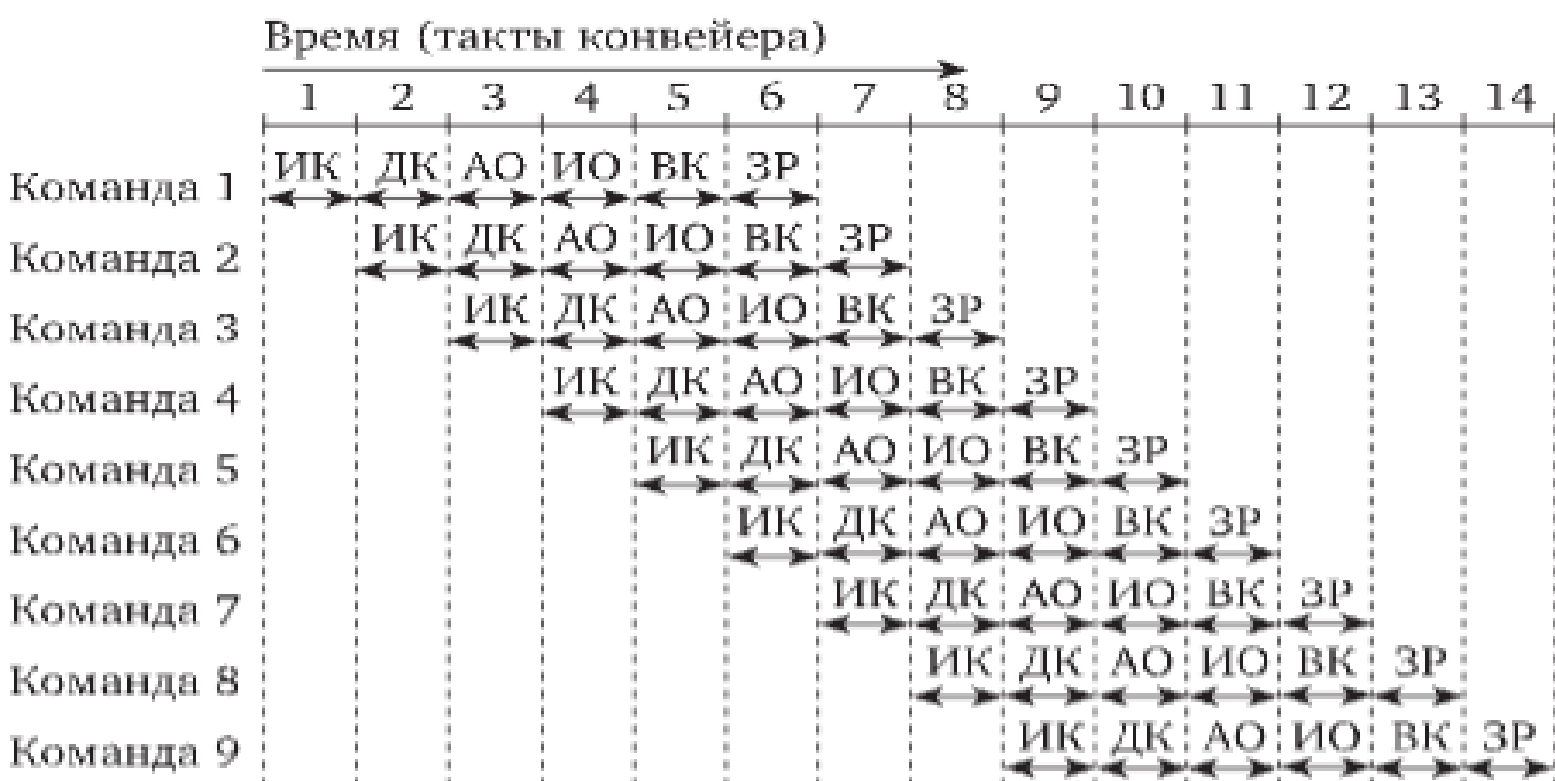 Время (такты конвейера)
1 2 3 4 5 6 7 8 9 10 11 12 13 14
Команда 1 ИК ДК АО ИО ВК ЗР
Команда 2 ИК ДК АО ИО ВК ЗР
Команда 3 ИК ДК АО ИО ВК ЗР
Команда 4 ИК ДК АО ИО ВК ЗР
Команда 5 ИК ДК АО ИО ВК ЗР
Команда 6 ИК ДК АО ИО ВК ЗР
Команда 7 ИК ДК АО ИО ВК ЗР
Команда 8 ИК ДК АО ИО ВК ЗР
Команда 9 ИК ДК АО ИО ВК ЗР